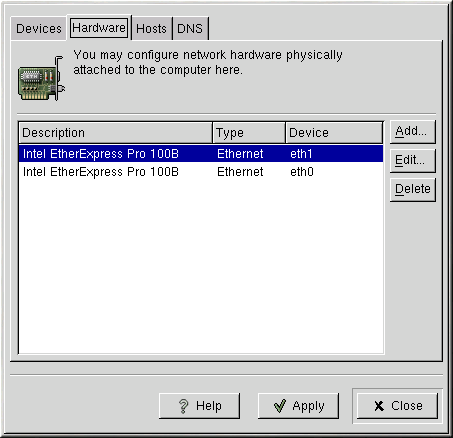 Devices Hardware Hosts DNS
You may configure network hardware physically
attached to the computer here.
Description Type Device
Intel EtherExpress Pro 100B Ethernet eth1
Intel EtherExpress Pro 100B Ethernet eth0
Add...
Edit...
Delete
? Help Apply Close